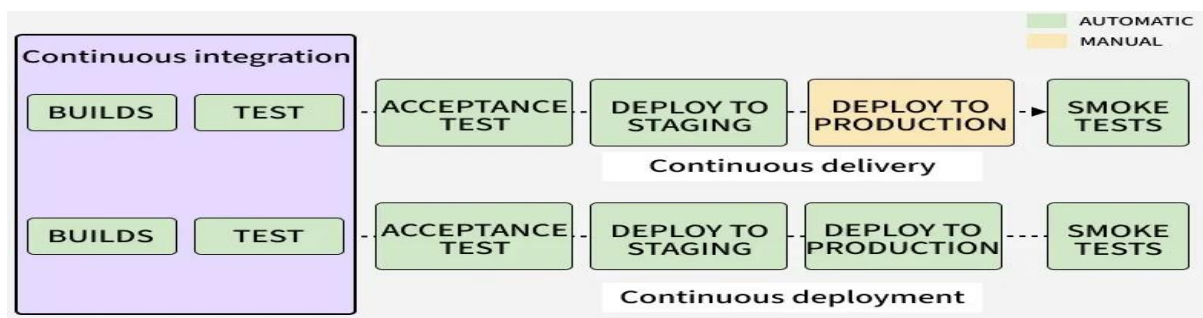 AUTOMATIC
MANUAL
Continuous integration
BUILDS
TEST
ACCEPTANCE
TEST
DEPLOY TO
STAGING
DEPLOY TO
PRODUCTION
SMOKE
TESTS
Continuous delivery
BUILDS
TEST
ACCEPTANCE
TEST
DEPLOY TO
STAGING
DEPLOY TO
PRODUCTION
SMOKE
TESTS
Continuous deployment